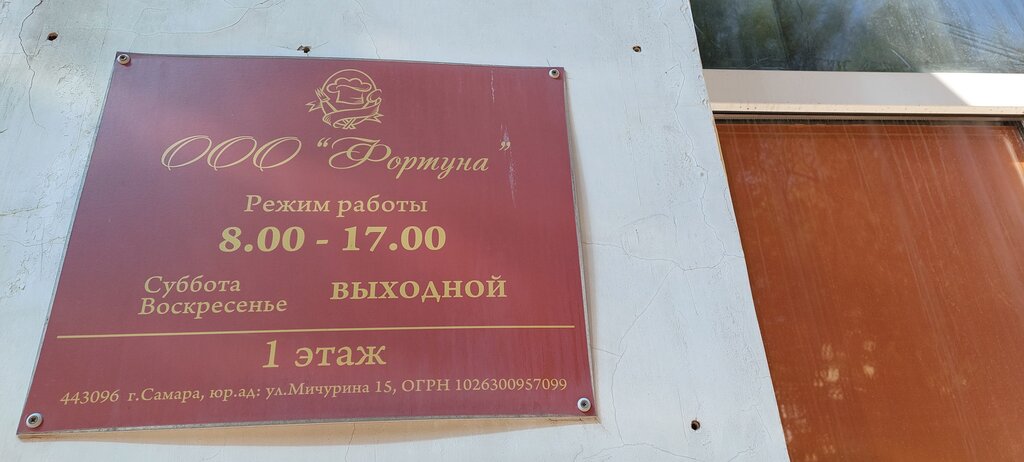 ООО "Фортуна"
Режим работы
8.00 - 17.00
Суббота
Воскресенье
выходной
1 этаж
443096 г.Самара, юр.ад: ул.Мичурина 15, ОГРН 1026300957099